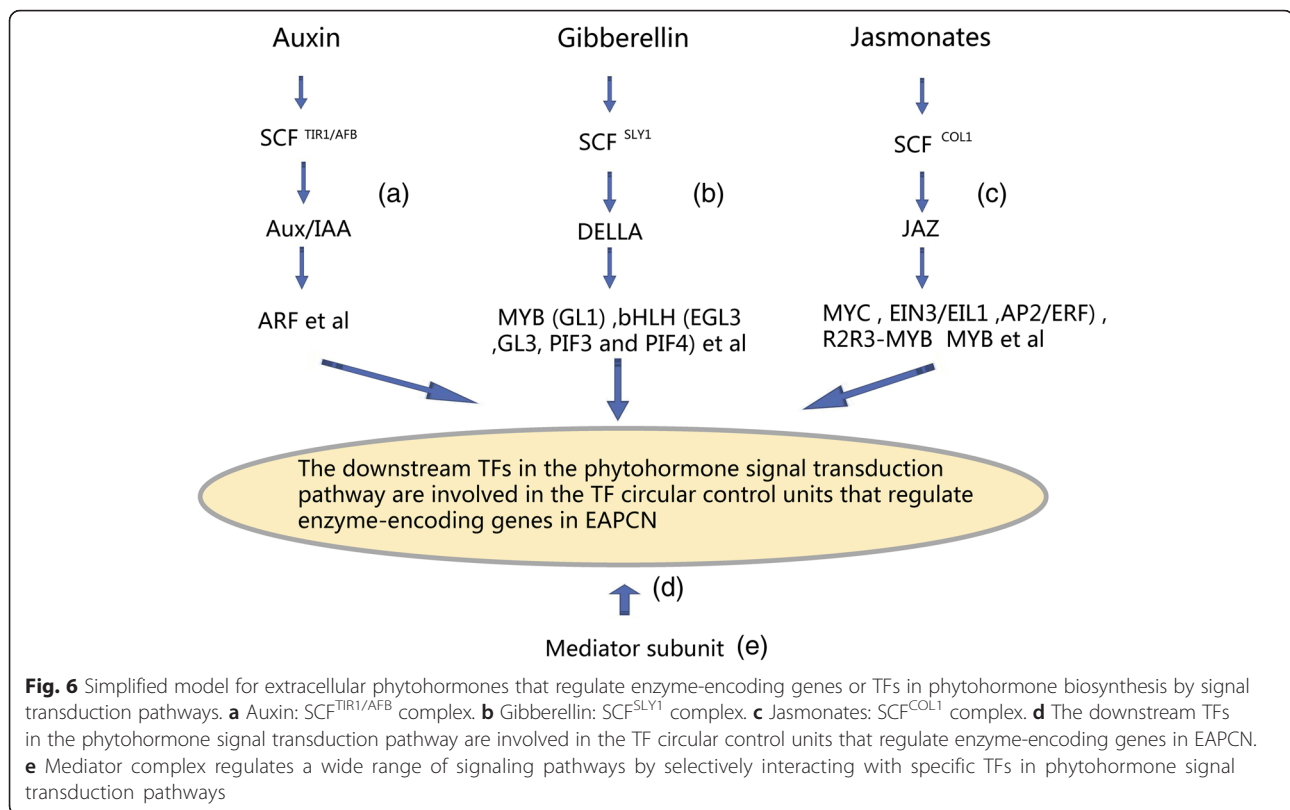 Auxin Gibberellin Jasmonates
SCF TIR1/AFB SCF SLY1 SCF COL1
(a) (b) (c)
Aux/IAA DELLA JAZ
ARF et al
MYB (GL1) ,bHLH (EGL3
,GL3, PIF3 and PIF4) et al
MYC , EIN3/EIL1 ,AP2/ERF) ,
R2R3-MYB MYB et al
The downstream TFs in the phytohormone signal transduction
pathway are involved in the TF circular control units that regulate
enzyme-encoding genes in EAPCN
(d)
Mediator subunit (e)
Fig. 6 Simplified model for extracellular phytohormones that regulate enzyme-encoding genes or TFs in phytohormone biosynthesis by signal
transduction pathways. a Auxin: SCFTIR1/AFB complex. b Gibberellin: SCFSLY1 complex. c Jasmonates: SCFCOL1 complex. d The downstream TFs
in the phytohormone signal transduction pathway are involved in the TF circular control units that regulate enzyme-encoding genes in EAPCN.
e Mediator complex regulates a wide range of signaling pathways by selectively interacting with specific TFs in phytohormone signal
transduction pathways